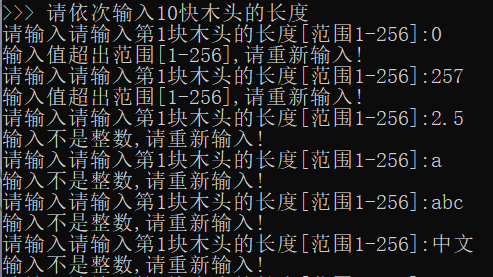 >>> 请依次输入10快木头的长度
请输入请输入第1块木头的长度[范围1-256]:0
输入值超出范围[1-256],请重新输入!
请输入请输入第1块木头的长度[范围1-256]:257
输入值超出范围[1-256],请重新输入!
请输入请输入第1块木头的长度[范围1-256]:2.5
输入不是整数,请重新输入!
请输入请输入第1块木头的长度[范围1-256]:a
输入不是整数,请重新输入!
请输入请输入第1块木头的长度[范围1-256]:abc
输入不是整数,请重新输入!
请输入请输入第1块木头的长度[范围1-256]:中文
输入不是整数,请重新输入!